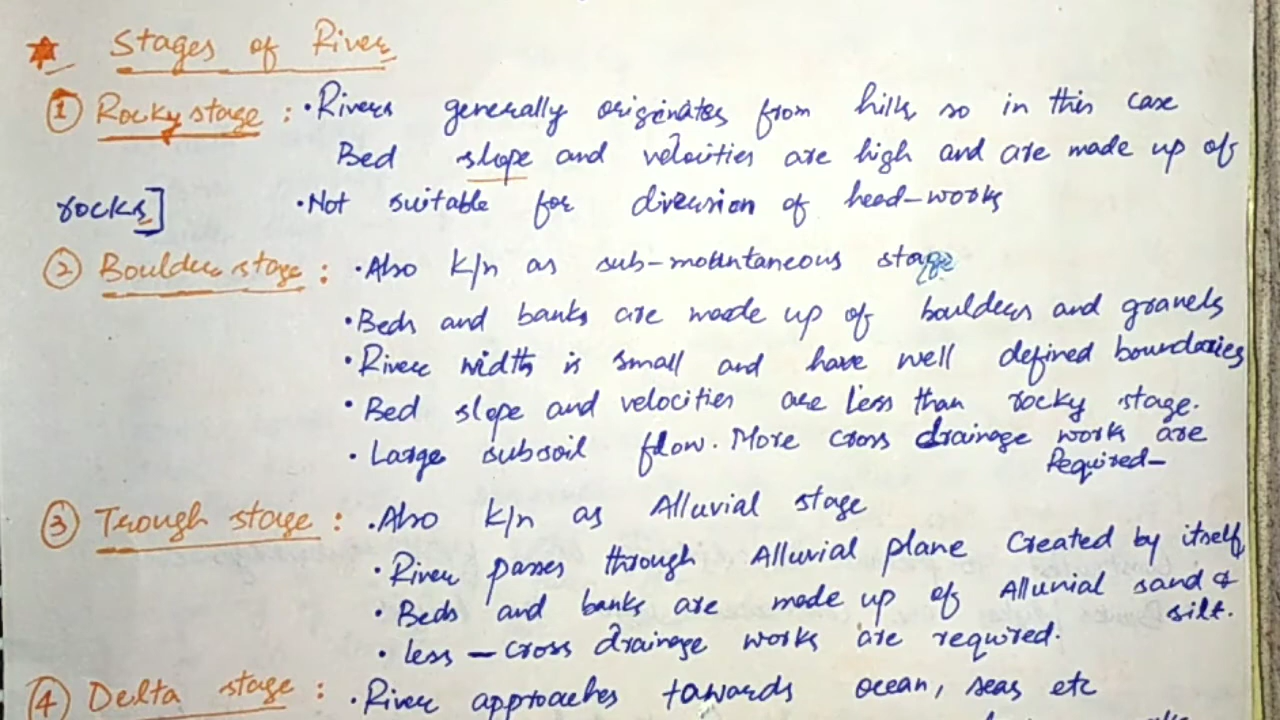 Stages of River
① Rocky stage : • Rivers generally originates from hills, so in this case
Bed slope and velocities are high and are made up of
rocks] • Not suitable for diversion of head-works
② Boulder stage : • Also k/n as sub-mountaneous stage
• Beds and banks are made up of boulders and gravels
• River width is small and have well defined boundaries
• Bed slope and velocities are less than rocky stage.
• Large subsoil flow. More cross drainage work are
Required-
③ Trough stage : • Also k/n as Alluvial stage
• River passes through Alluvial plane created by itself
• Beds and banks are made up of Alluvial sand &
silt.
• less - cross drainage works are required.
④ Delta stage : • River approaches towards ocean, seas etc